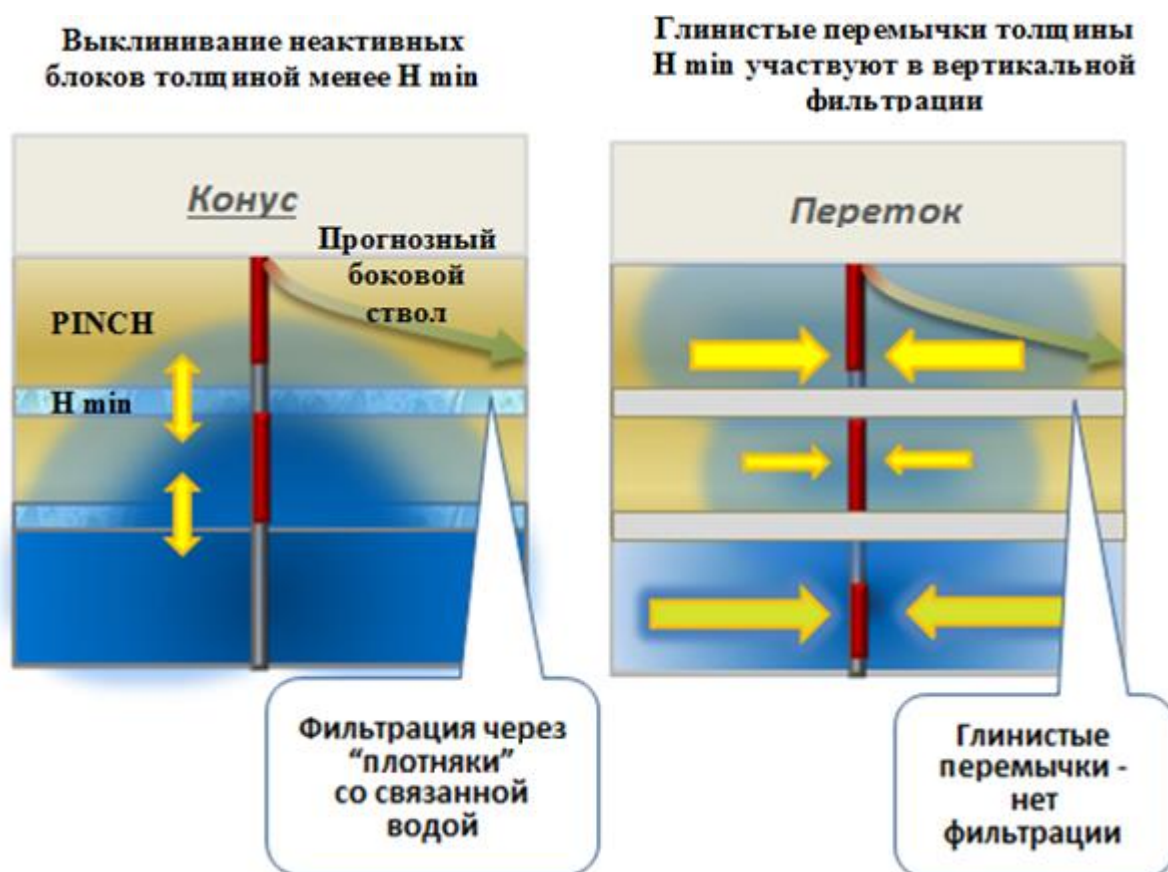 Выклинивание неактивных
блоков толщиной менее H min
Конус
Прогнозный
боковой
ствол
PINCH
H min
Фильтрация через
“плотняки”
со связанной
водой
Глинистые перемычки толщины
H min участвуют в вертикальной
фильтрации
Переток
Глинистые
перемычки -
нет
фильтрации